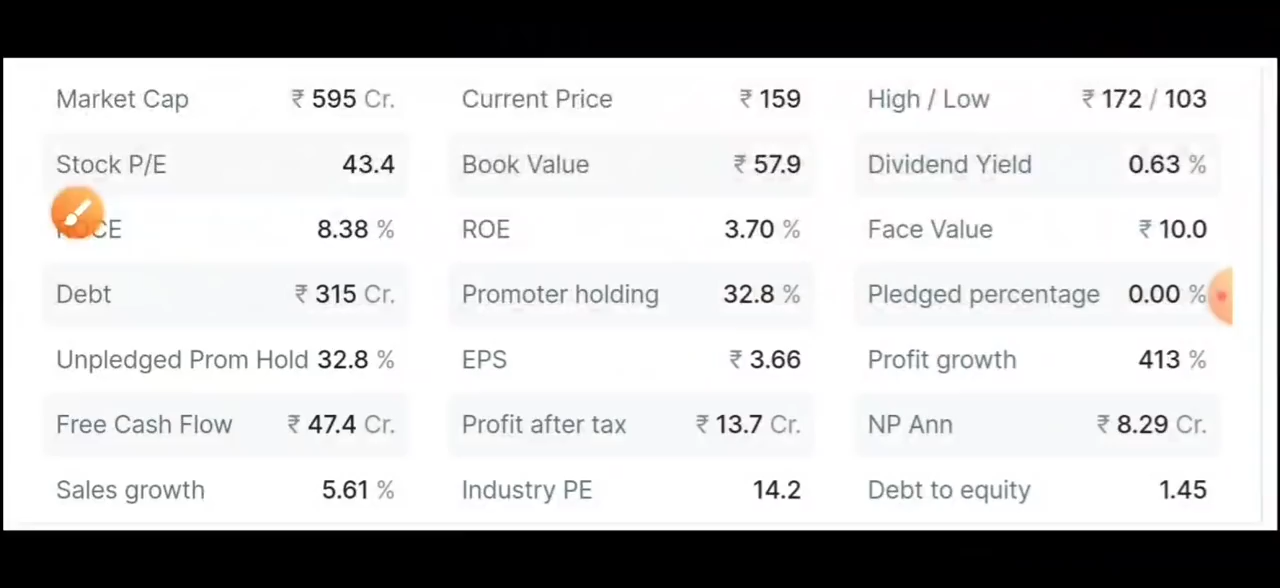 Market Cap ₹ 595 Cr. Current Price ₹ 159 High / Low ₹ 172 / 103
Stock P/E 43.4 Book Value ₹ 57.9 Dividend Yield 0.63 %
8.38 % ROE 3.70 % Face Value ₹ 10.0
Debt ₹ 315 Cr. Promoter holding 32.8 % Pledged percentage 0.00 %
Unpledged Prom Hold 32.8 % EPS ₹ 3.66 Profit growth 413 %
Free Cash Flow ₹ 47.4 Cr. Profit after tax ₹ 13.7 Cr. NP Ann ₹ 8.29 Cr.
Sales growth 5.61 % Industry PE 14.2 Debt to equity 1.45